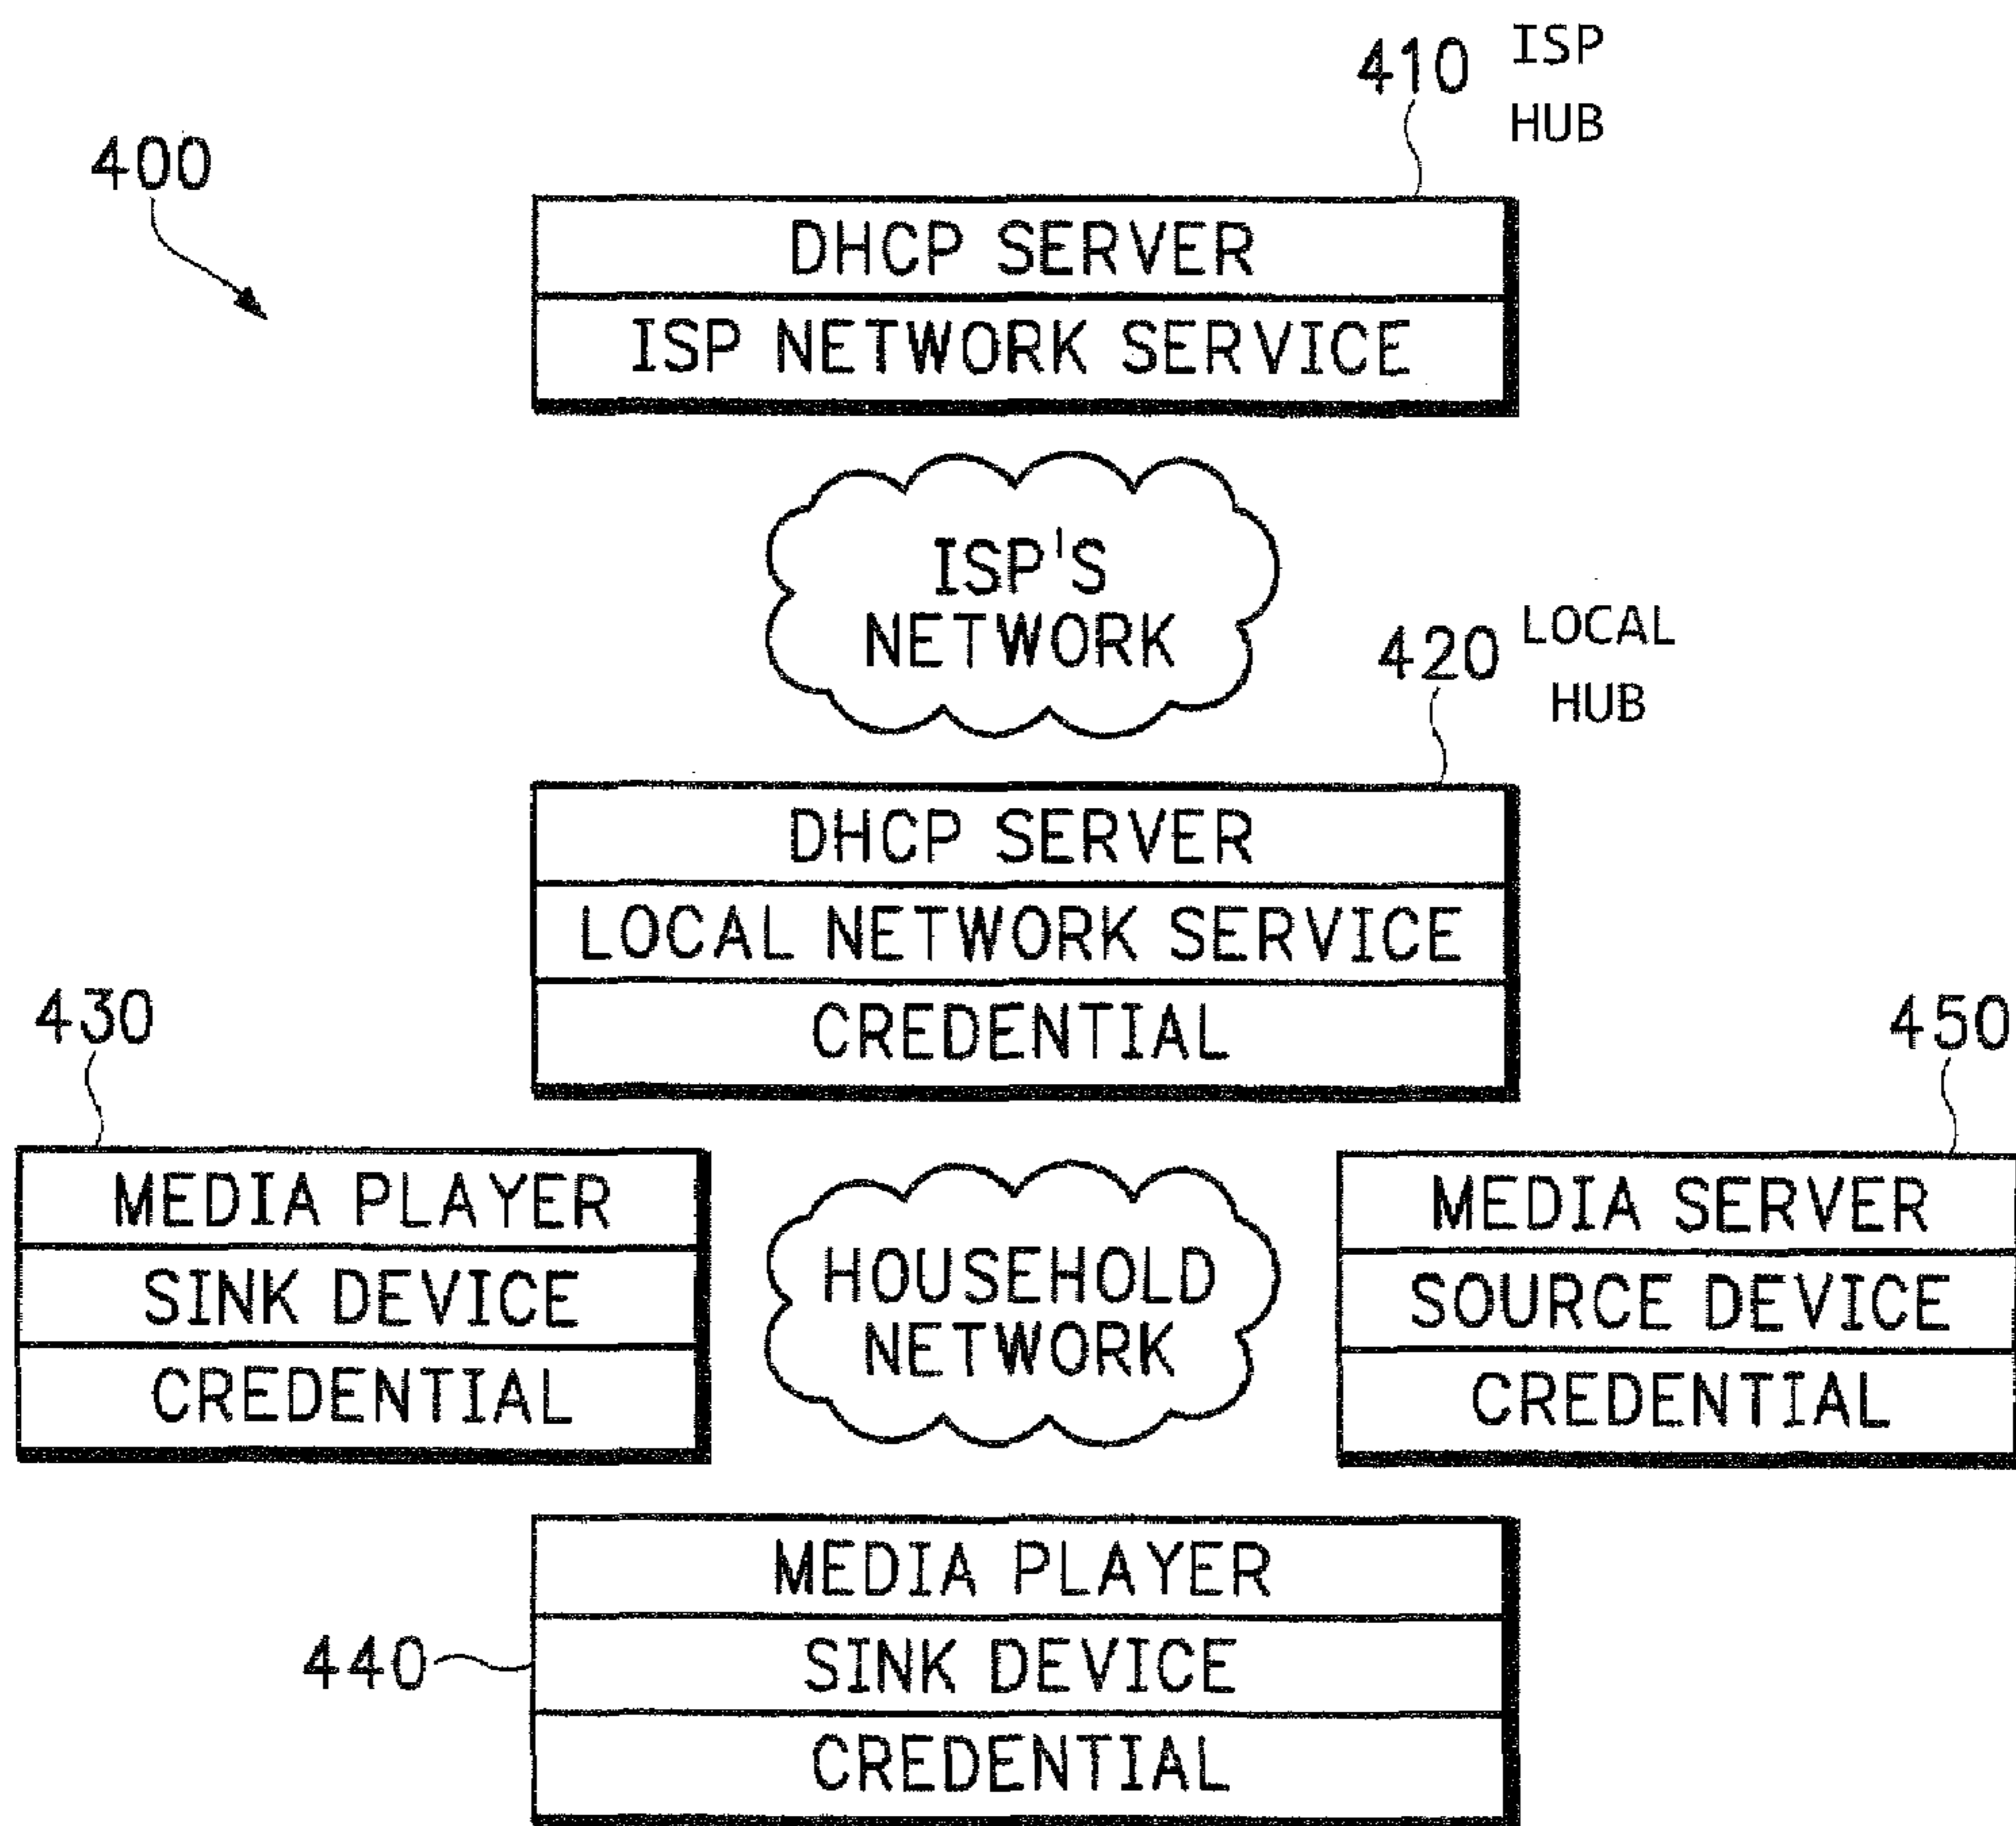 410 ISP
HUB
400
DHCP SERVER
ISP NETWORK SERVICE
ISP'S
NETWORK
420 LOCAL
HUB
DHCP SERVER
LOCAL NETWORK SERVICE
CREDENTIAL
430
MEDIA PLAYER
SINK DEVICE
CREDENTIAL
HOUSEHOLD
NETWORK
450
MEDIA SERVER
SOURCE DEVICE
CREDENTIAL
440
MEDIA PLAYER
SINK DEVICE
CREDENTIAL